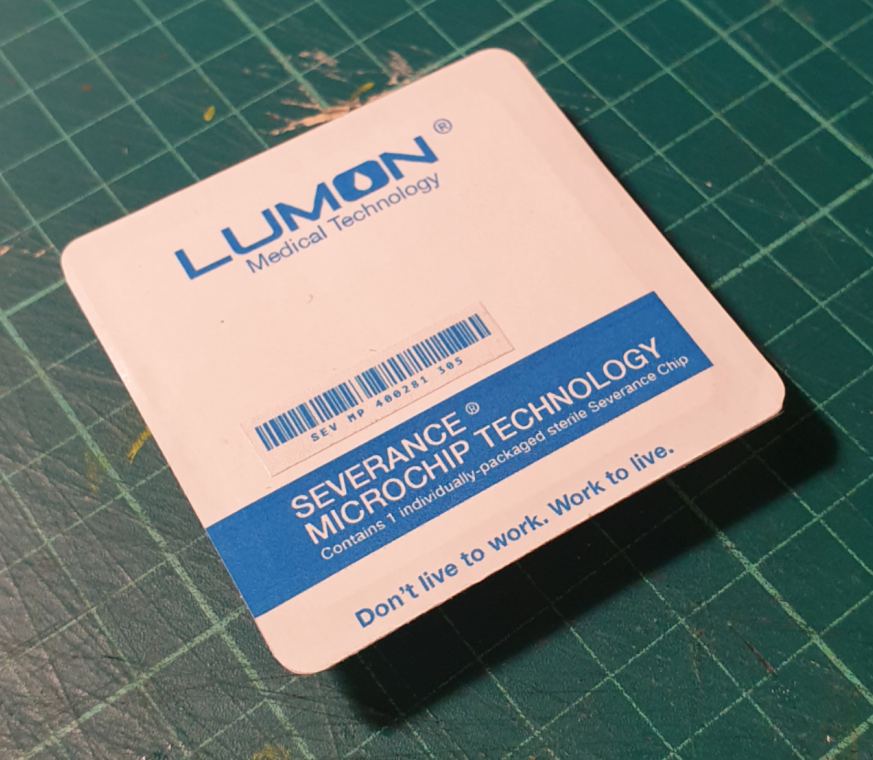 LUMON®
Medical Technology
SEV MP 400281 305
SEVERANCE®
MICROCHIP TECHNOLOGY
Contains 1 individually-packaged sterile Severance Chip
Don't live to work. Work to live.